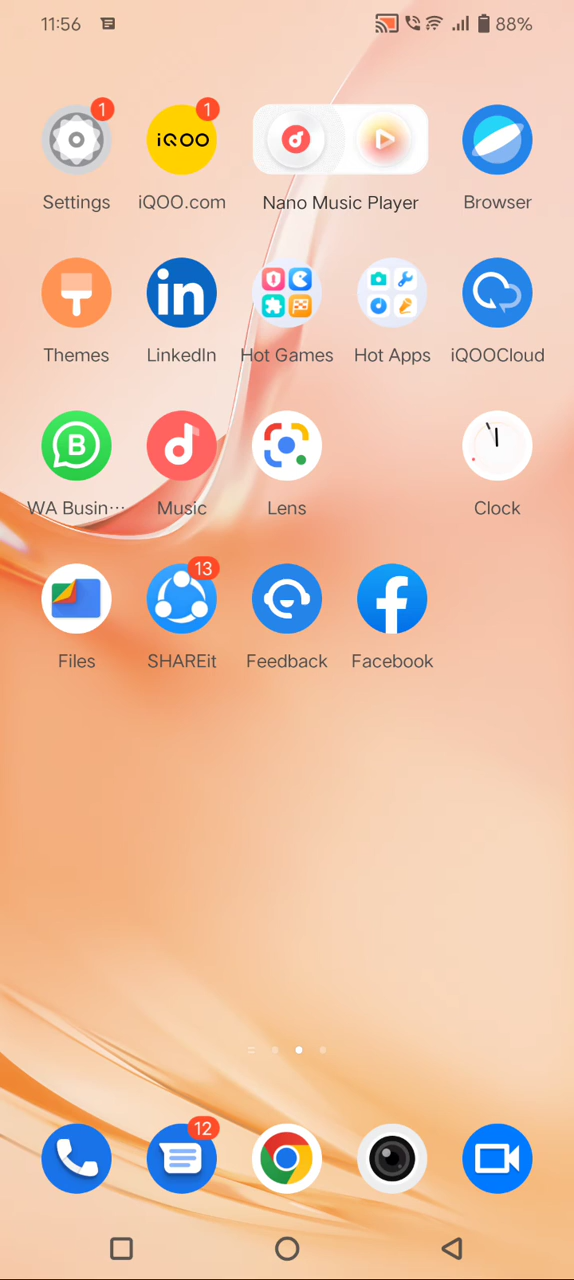 11:56 88%
1 1
iQOO
Settings iQOO.com Nano Music Player Browser
in
Themes LinkedIn Hot Games Hot Apps iQOOCloud
B
WA Busin··· Music Lens Clock
13
f
Files SHAREit Feedback Facebook
12